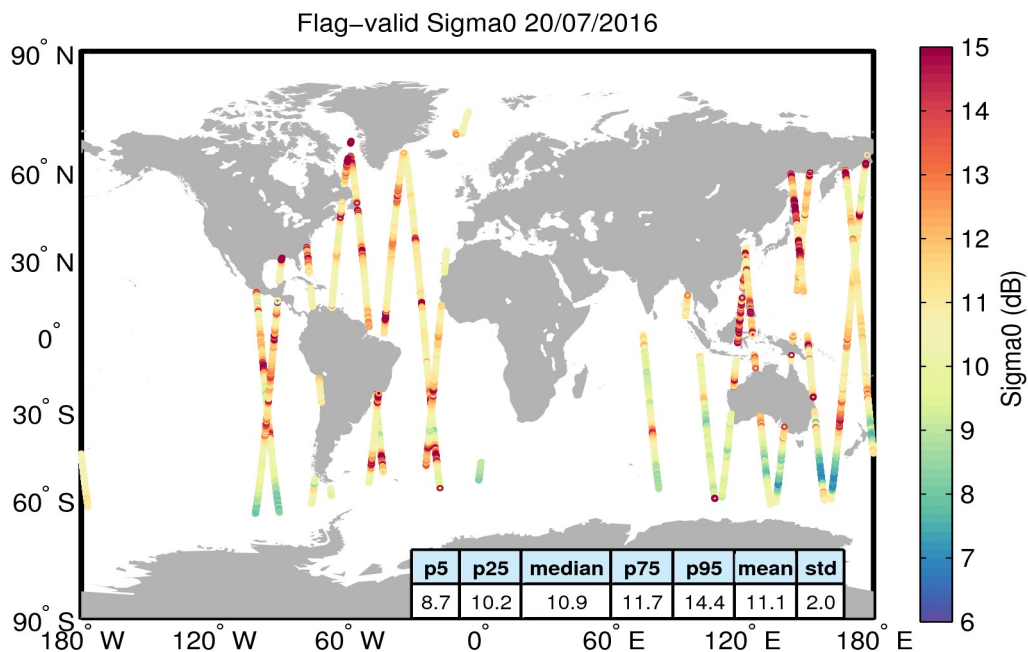 Flag-valid Sigma0 20/07/2016
90° N
60° N
30° N
0°
30° S
60° S
90° S
180° W
120° W
60° W
0°
60° E
120° E
180° E
p5 p25 median p75 p95 mean std
8.7 10.2 10.9 11.7 14.4 11.1 2.0
15
14
13
12
11
10
9
8
7
6
Sigma0 (dB)